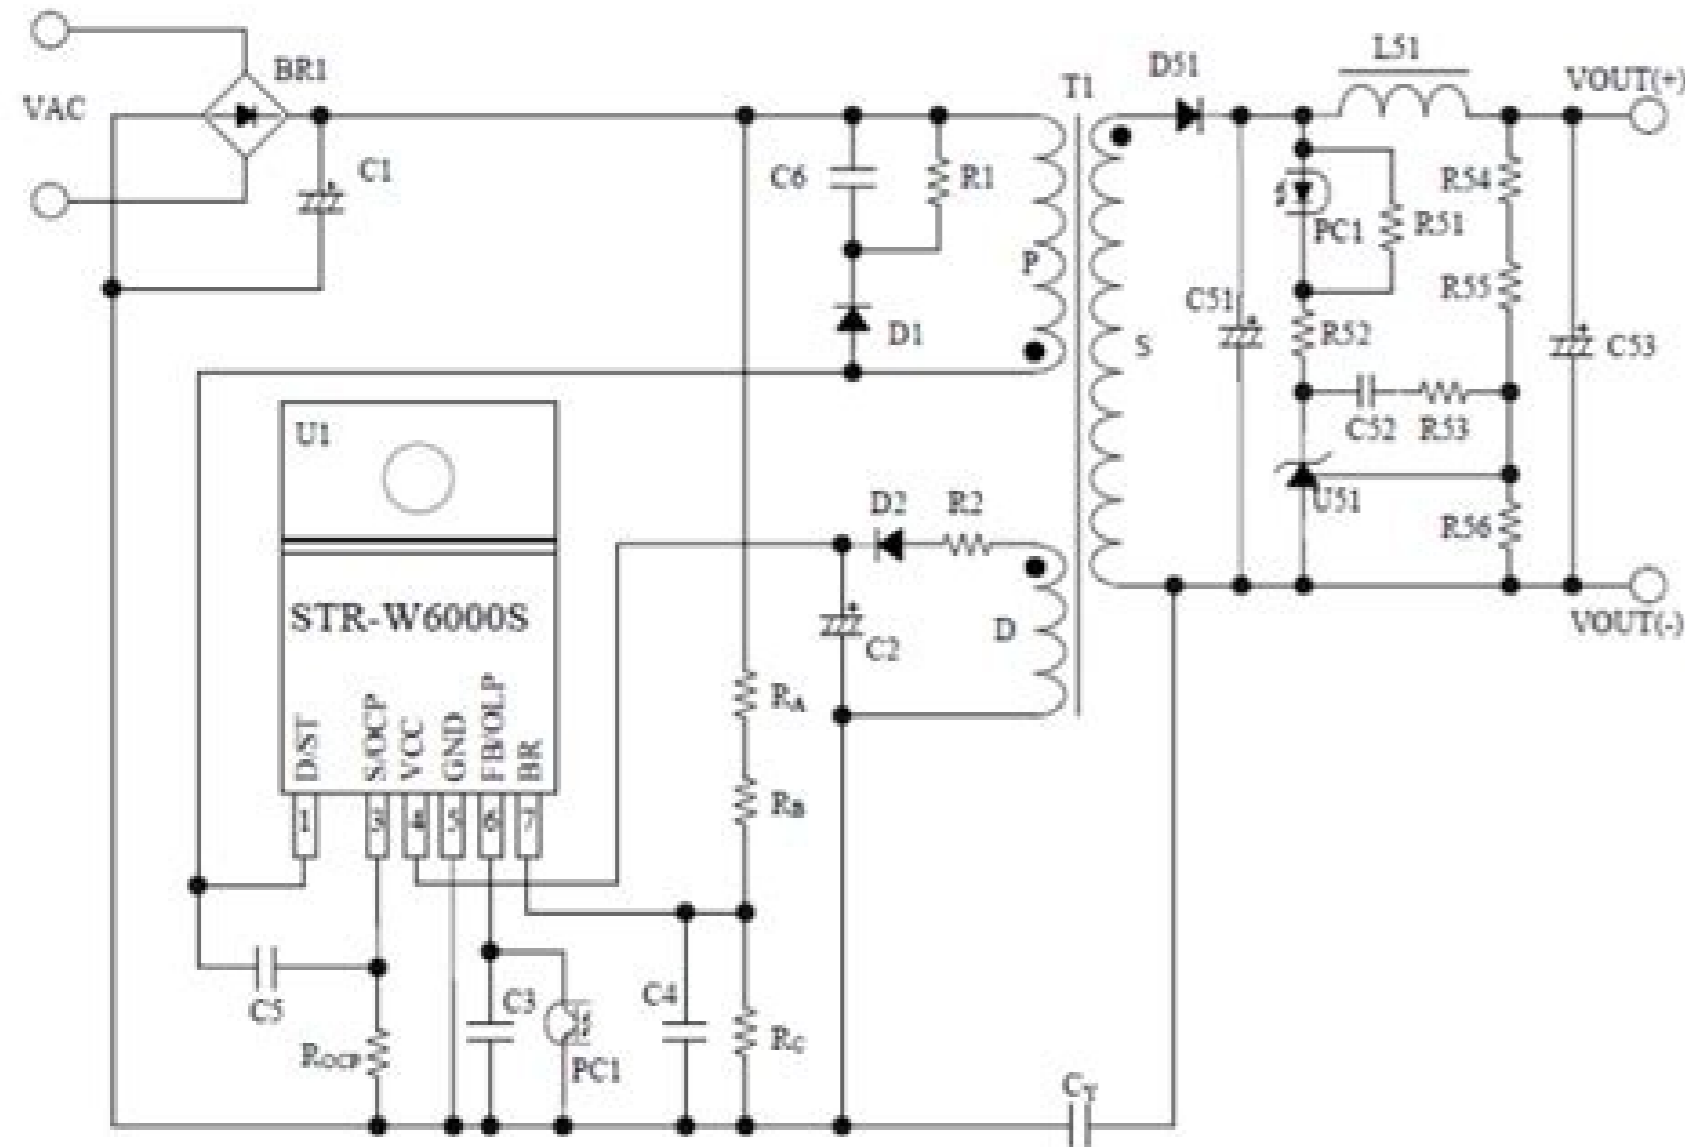 VAC
BR1
C1
C6
R1
D1
T1
P
S
D51
L51
VOUT(+)
PC1
R51
R54
R55
C51
R52
C53
C52
R53
U51
R56
VOUT(-)
U1
D2
R2
C2
D
STR-W6000S
D/ST
S/OCP
VCC
GND
FB/OLP
BR
1
3
4
5
6
7
RA
RB
C5
ROCP
C3
PC1
C4
RC
CY